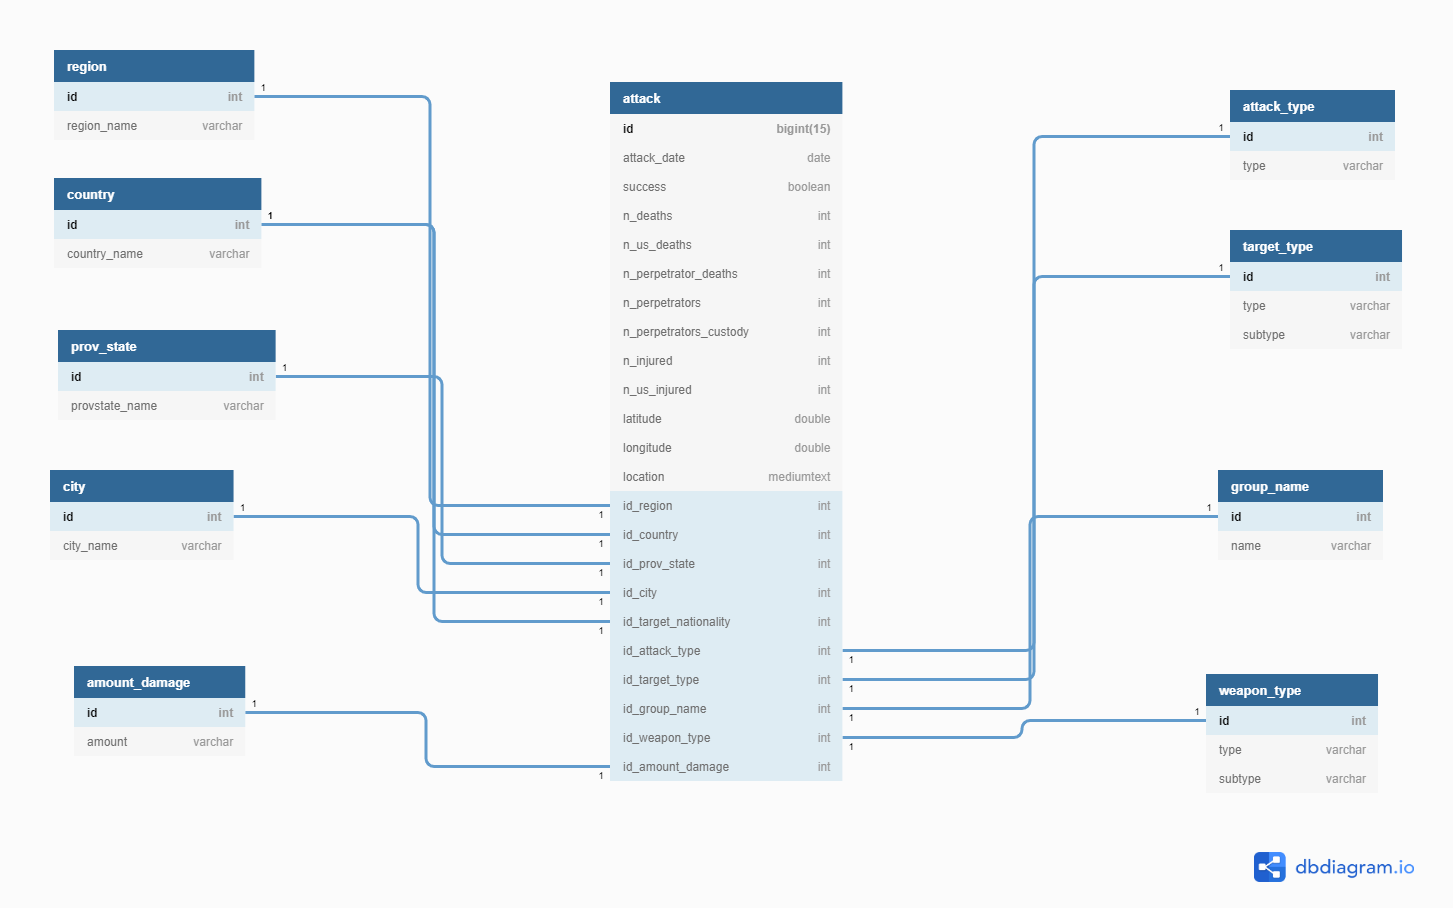 region
id int
region_name varchar
1
country
id int
country_name varchar
1
prov_state
id int
provstate_name varchar
1
city
id int
city_name varchar
1
amount_damage
id int
amount varchar
1
attack
id bigint(15)
attack_date date
success boolean
n_deaths int
n_us_deaths int
n_perpetrator_deaths int
n_perpetrators int
n_perpetrators_custody int
n_injured int
n_us_injured int
latitude double
longitude double
location mediumtext
id_region int
1
id_country int
1
id_prov_state int
1
id_city int
1
id_target_nationality int
1
id_attack_type int
1
id_target_type int
1
id_group_name int
1
id_weapon_type int
1
id_amount_damage int
1
attack_type
1
id int
type varchar
target_type
1
id int
type varchar
subtype varchar
group_name
1
id int
name varchar
weapon_type
1
id int
type varchar
subtype varchar
dbdiagram.io